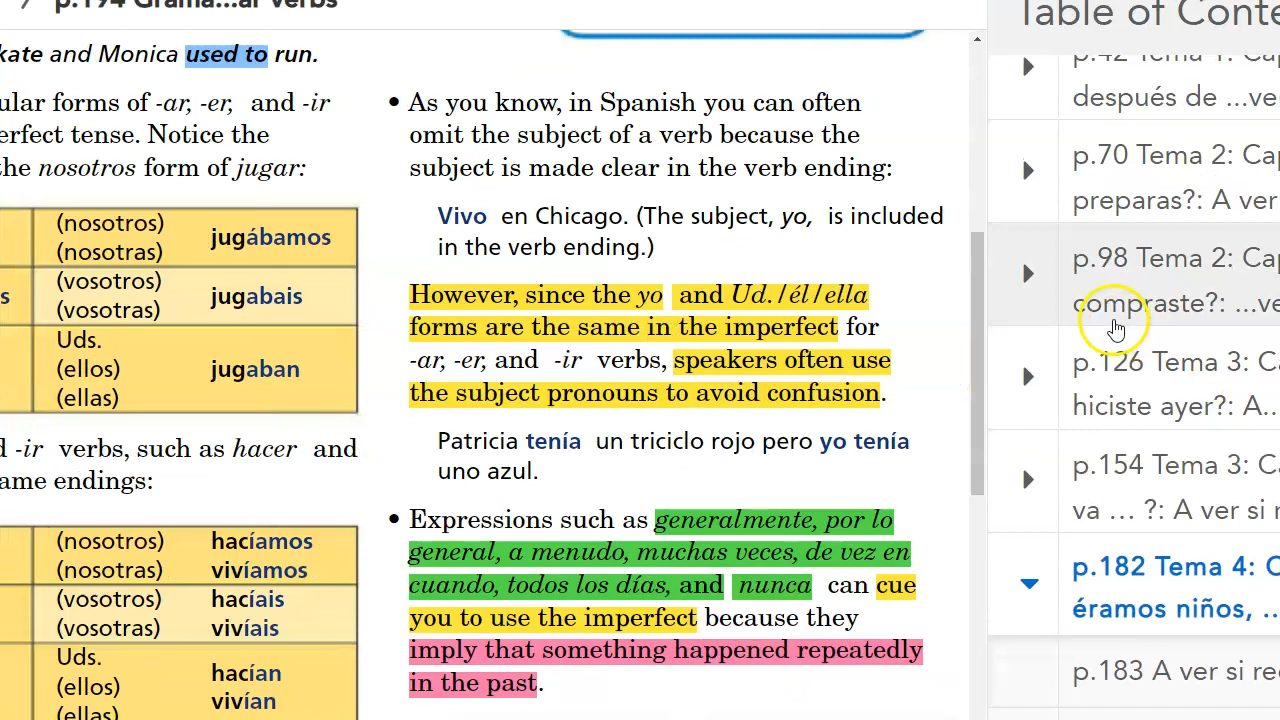 p.194 Grama...ar verbs
kate and Monica used to run.
ular forms of -ar, -er, and -ir
erfect tense. Notice the
the nosotros form of jugar:
(nosotros)
(nosotras)
jugábamos
s
(vosotros)
(vosotras)
jugabais
Uds.
(ellos)
(ellas)
jugaban
d -ir verbs, such as hacer and
ame endings:
(nosotros)
(nosotras)
hacíamos
vivíamos
(vosotros)
(vosotras)
hacíais
vivíais
Uds.
(ellos)
(ellas)
hacían
vivían
• As you know, in Spanish you can often
omit the subject of a verb because the
subject is made clear in the verb ending:
Vivo en Chicago. (The subject, yo, is included
in the verb ending.)
However, since the yo and Ud./él/ella
forms are the same in the imperfect for
-ar, -er, and -ir verbs, speakers often use
the subject pronouns to avoid confusion.
Patricia tenía un triciclo rojo pero yo tenía
uno azul.
• Expressions such as generalmente, por lo
general, a menudo, muchas veces, de vez en
cuando, todos los días, and nunca can cue
you to use the imperfect because they
imply that something happened repeatedly
in the past.
Table of Conte
p.42 Tema 1: Cap
después de ...ver
p.70 Tema 2: Cap
preparas?: A ver
p.98 Tema 2: Cap
compraste?: ...ve
p.126 Tema 3: Ca
hiciste ayer?: A...
p.154 Tema 3: Ca
va ... ?: A ver si r
p.182 Tema 4: C
éramos niños, ...
p.183 A ver si rec